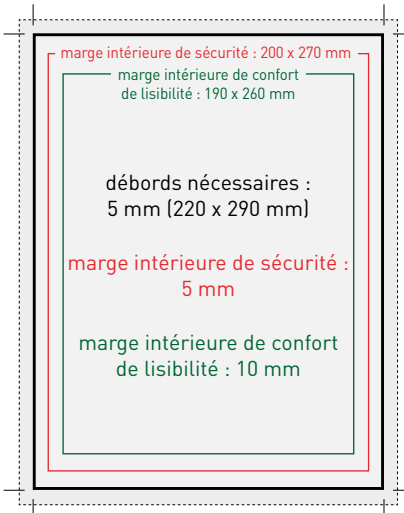 marge intérieure de sécurité : 200 x 270 mm
marge intérieure de confort
de lisibilité : 190 x 260 mm
débords nécessaires :
5 mm (220 x 290 mm)
marge intérieure de sécurité :
5 mm
marge intérieure de confort
de lisibilité : 10 mm